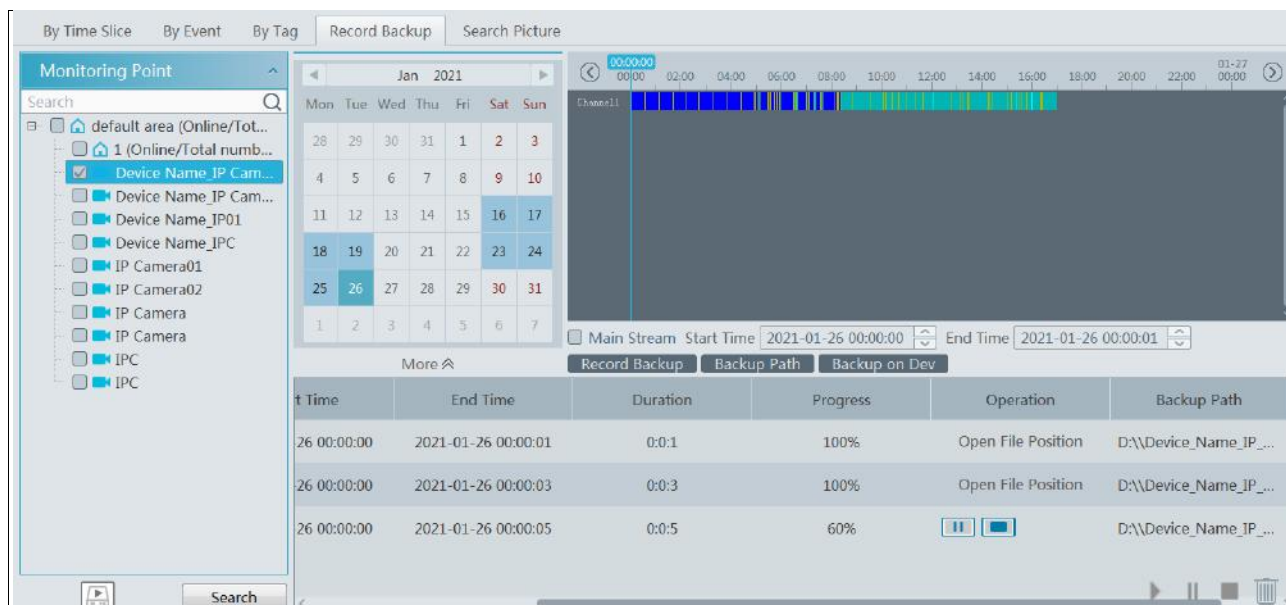 By Time Slice By Event By Tag Record Backup Search Picture
Monitoring Point
Search
default area (Online/Tot...
1 (Online/Total numb...
Device Name_IP Cam...
Device Name_IP Cam...
Device Name_IP01
Device Name_IPC
IP Camera01
IP Camera02
IP Camera
IP Camera
IPC
IPC
Search
Jan 2021
Mon Tue Wed Thu Fri Sat Sun
28 29 30 31 1 2 3
4 5 6 7 8 9 10
11 12 13 14 15 16 17
18 19 20 21 22 23 24
25 26 27 28 29 30 31
1 2 3 4 5 6 7
More
00:00:00 01-27
00:00 02:00 04:00 06:00 08:00 10:00 12:00 14:00 16:00 18:00 20:00 22:00 00:00
Channel1
Main Stream Start Time 2021-01-26 00:00:00 End Time 2021-01-26 00:00:01
Record Backup Backup Path Backup on Dev
t Time End Time Duration Progress Operation Backup Path
-26 00:00:00 2021-01-26 00:00:01 0:0:1 100% Open File Position D:\\Device_Name_IP_...
-26 00:00:00 2021-01-26 00:00:03 0:0:3 100% Open File Position D:\\Device_Name_IP_...
-26 00:00:00 2021-01-26 00:00:05 0:0:5 60% D:\\Device_Name_IP_...